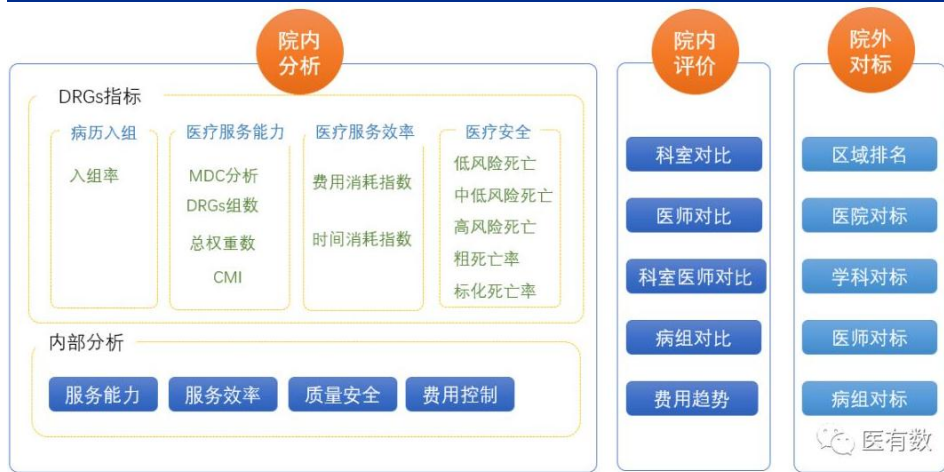 院内
分析
院内
评价
院外
对标
DRGs指标
病历入组
医疗服务能力
医疗服务效率
医疗安全
入组率
MDC分析
DRGs组数
总权重数
CMI
费用消耗指数
时间消耗指数
低风险死亡
中低风险死亡
高风险死亡
粗死亡率
标化死亡率
内部分析
服务能力
服务效率
质量安全
费用控制
科室对比
医师对比
科室医师对比
病组对比
费用趋势
区域排名
医院对标
学科对标
医师对标
病组对标
医有数